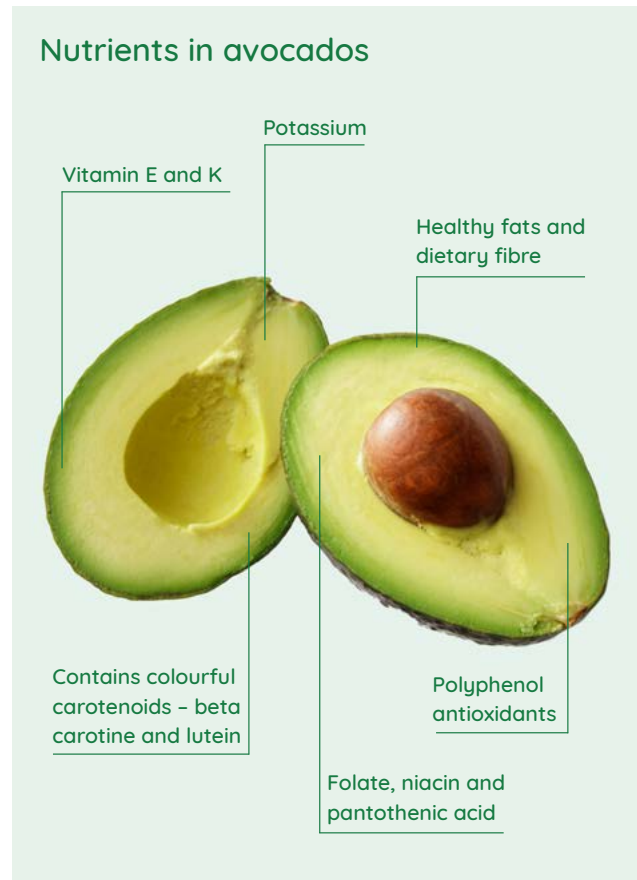 Nutrients in avocados
Potassium
Vitamin E and K
Healthy fats and
dietary fibre
Contains colourful
carotenoids – beta
carotine and lutein
Polyphenol
antioxidants
Folate, niacin and
pantothenic acid